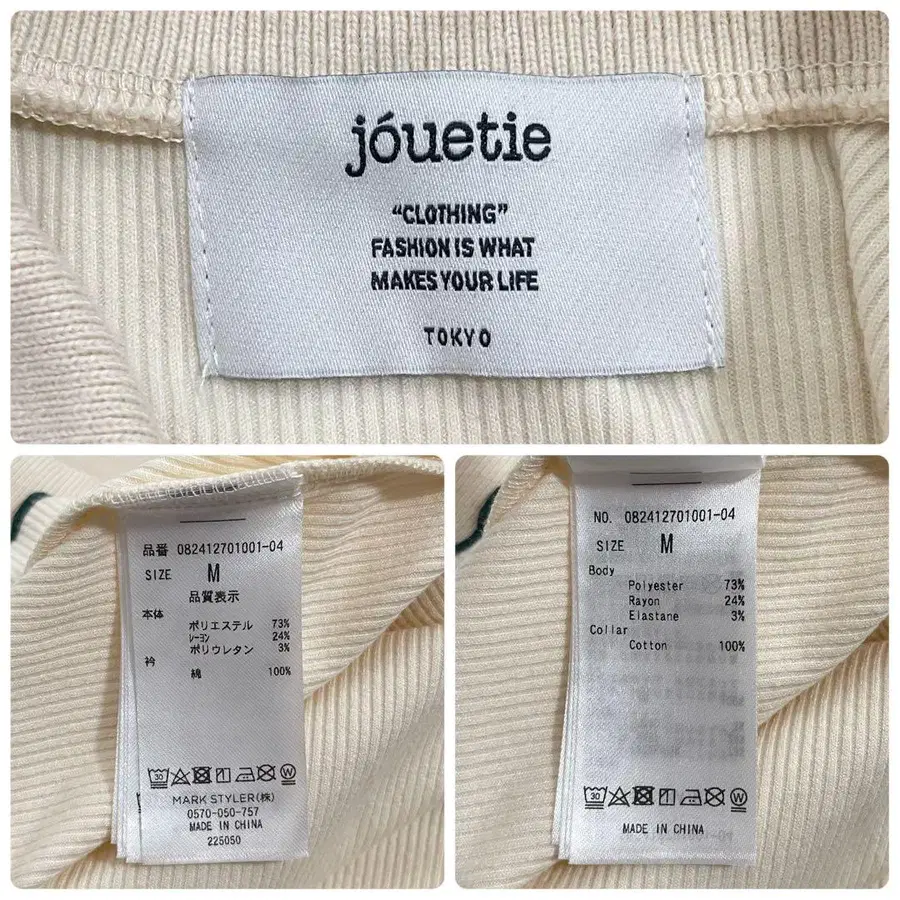 jóuetie
“CLOTHING”
FASHION IS WHAT
MAKES YOUR LIFE
TOKYO
品番 082412701001-04
SIZE M
品質表示
本体
ポリエステル 73%
ﾚｰﾖﾝ 24%
ポリウレタン 3%
衿
綿 100%
30
W
MARK STYLER(株)
0570-050-757
MADE IN CHINA
225050
NO. 082412701001-04
SIZE M
Body
Polyester 73%
Rayon 24%
Elastane 3%
Collar
Cotton 100%
30
W
MADE IN CHINA